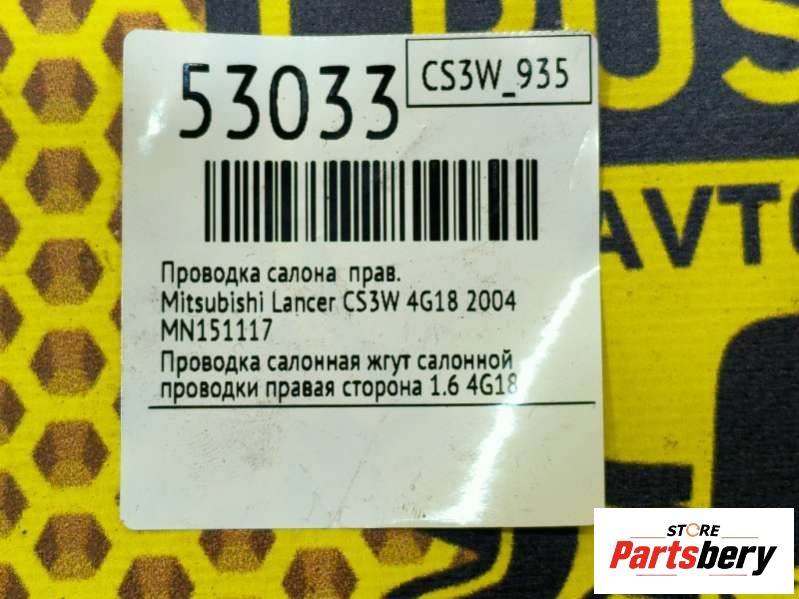 53033
CS3W_935
Проводка салона прав.
Mitsubishi Lancer CS3W 4G18 2004
MN151117
Проводка салонная жгут салонной
проводки правая сторона 1.6 4G18
STORE
Partsbery